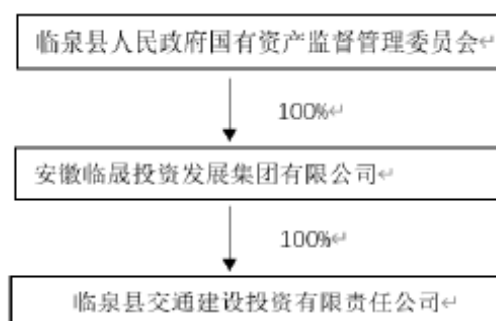 临泉县人民政府国有资产监督管理委员会↵
100%↵
安徽临晟投资发展集团有限公司↵
100%↵
临泉县交通建设投资有限责任公司↵